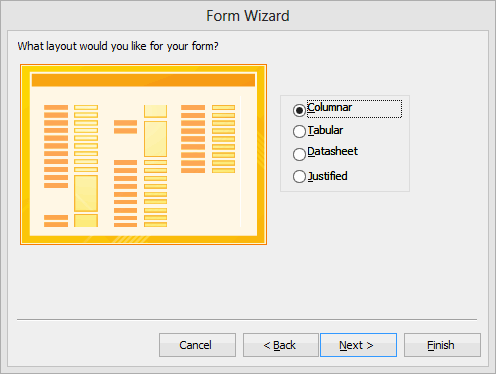 Form Wizard
What layout would you like for your form?
Columnar
Tabular
Datasheet
Justified
Cancel
< Back
Next >
Finish